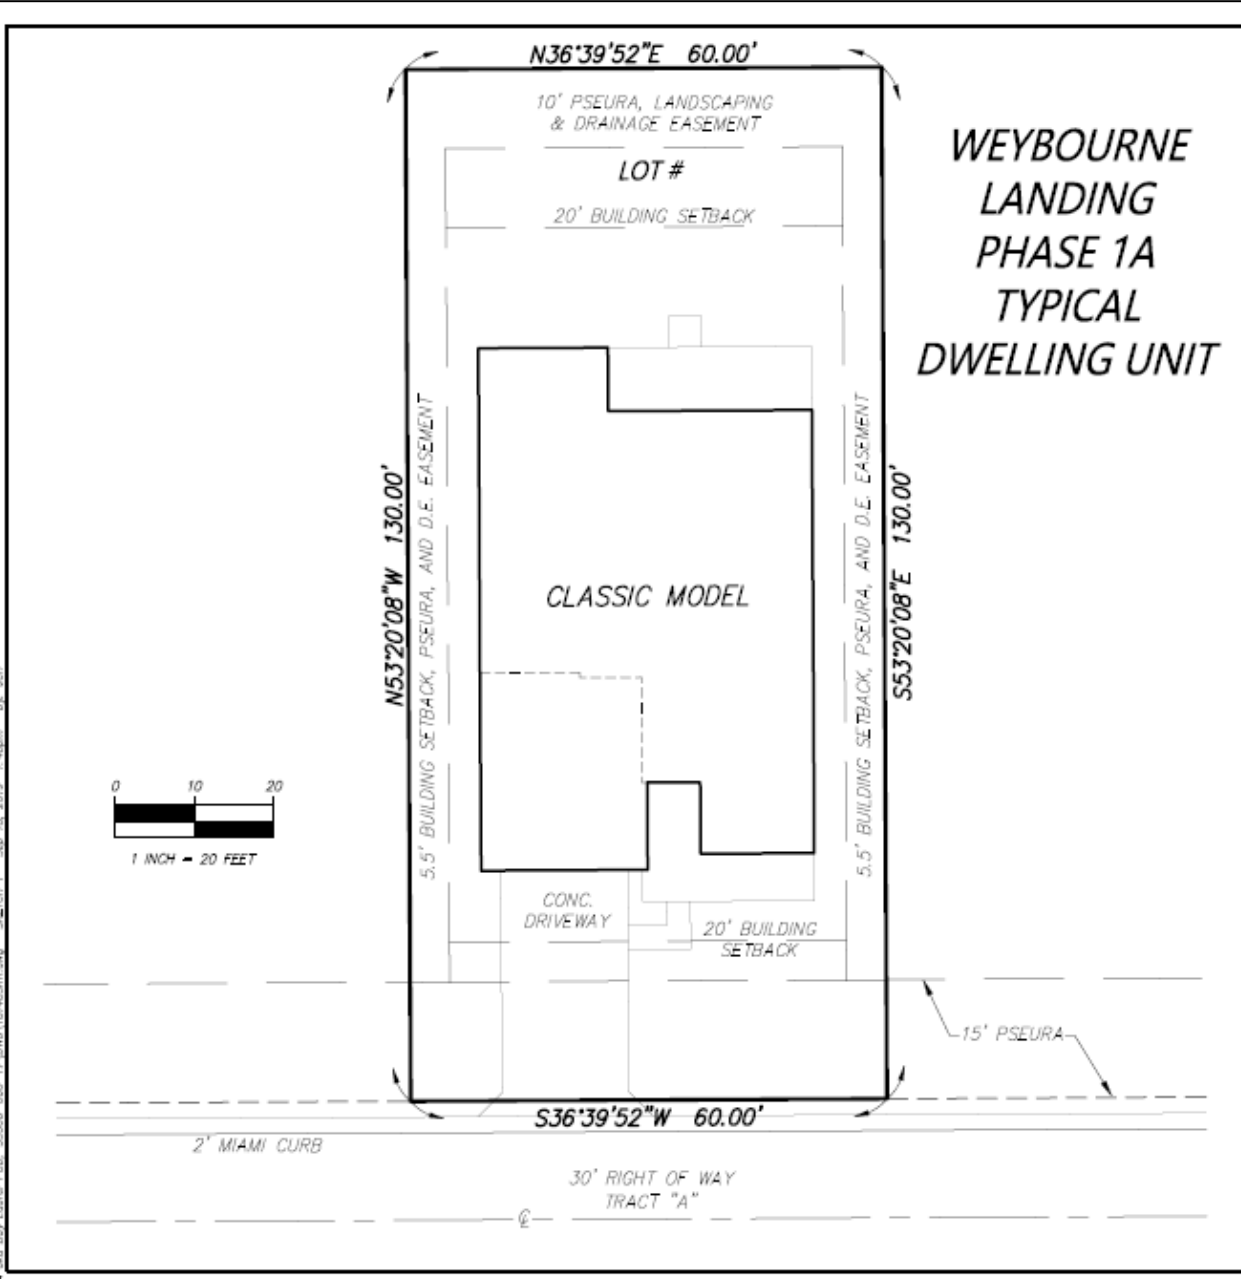 N36°39'52"E 60.00'
10' PSEURA, LANDSCAPING
& DRAINAGE EASEMENT
LOT #
20' BUILDING SETBACK
WEYBOURNE
LANDING
PHASE 1A
TYPICAL
DWELLING UNIT
N53°20'08"W 130.00'
5.5' BUILDING SETBACK, PSEURA, AND D.E. EASEMENT
CLASSIC MODEL
5.5' BUILDING SETBACK, PSEURA, AND D.E. EASEMENT
S53°20'08"E 130.00'
0 10 20
1 INCH = 20 FEET
CONC.
DRIVEWAY
20' BUILDING
SETBACK
15' PSEURA
S36°39'52"W 60.00'
2' MIAMI CURB
30' RIGHT OF WAY
TRACT "A"
℄